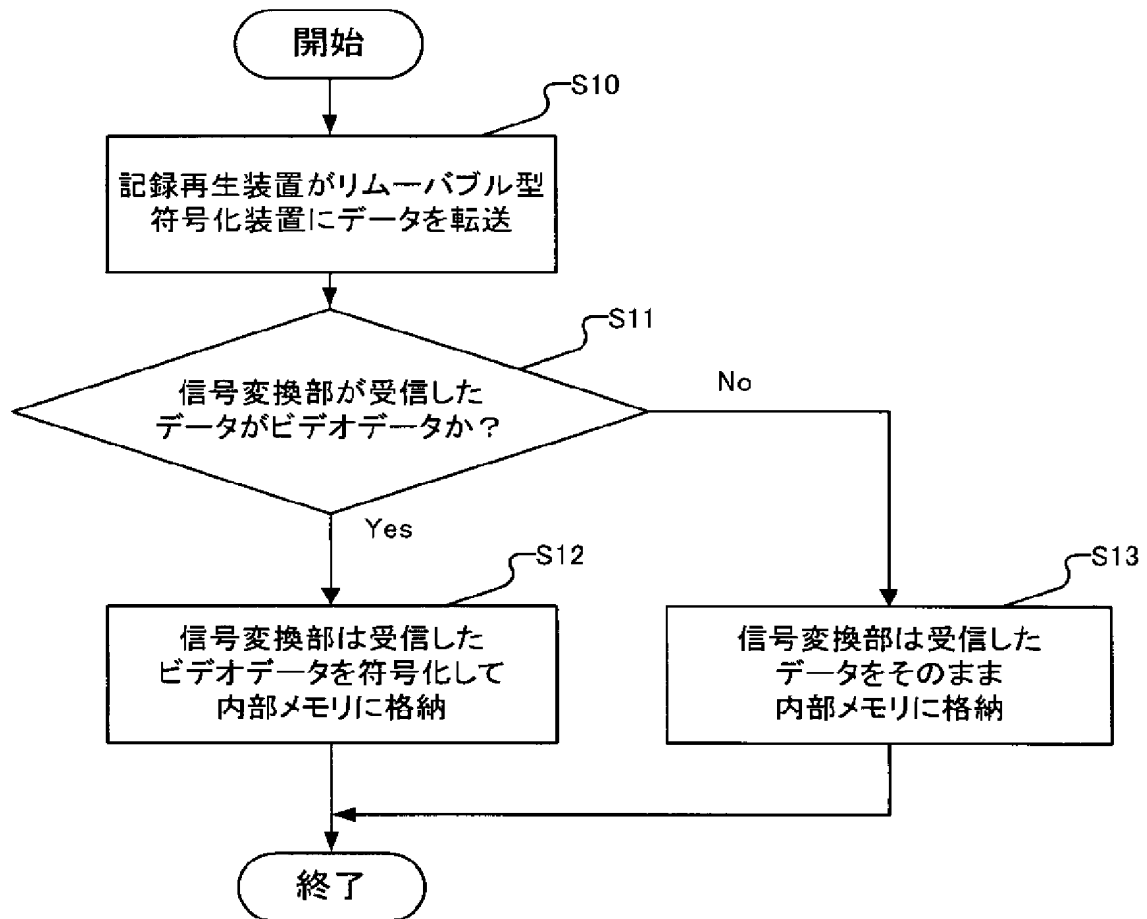 開始
S10
記録再生装置がリムーバブル型
符号化装置にデータを転送
S11
信号変換部が受信した
データがビデオデータか？
No
Yes
S12
信号変換部は受信した
ビデオデータを符号化して
内部メモリに格納
S13
信号変換部は受信した
データをそのまま
内部メモリに格納
終了